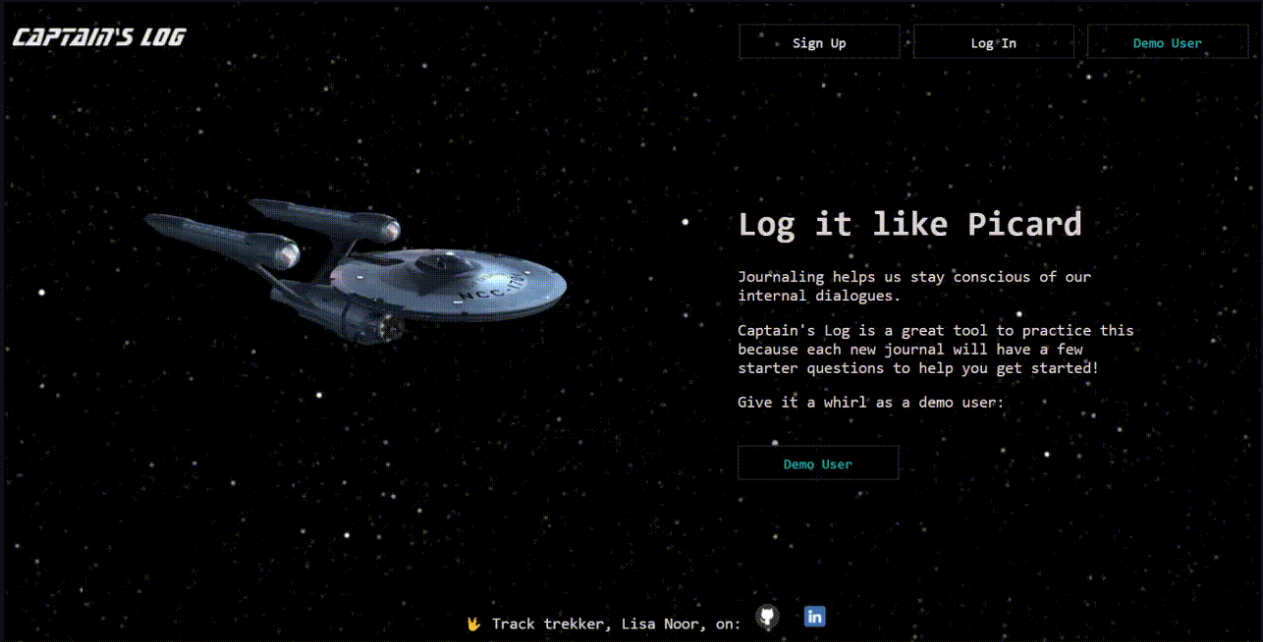 CAPTAIN'S LOG
Sign Up
Log In
Demo User
NCC-170
Log it like Picard
Journaling helps us stay conscious of our
internal dialogues.
Captain's Log is a great tool to practice this
because each new journal will have a few
starter questions to help you get started!
Give it a whirl as a demo user:
Demo User
🖖 Track trekker, Lisa Noor, on:
in